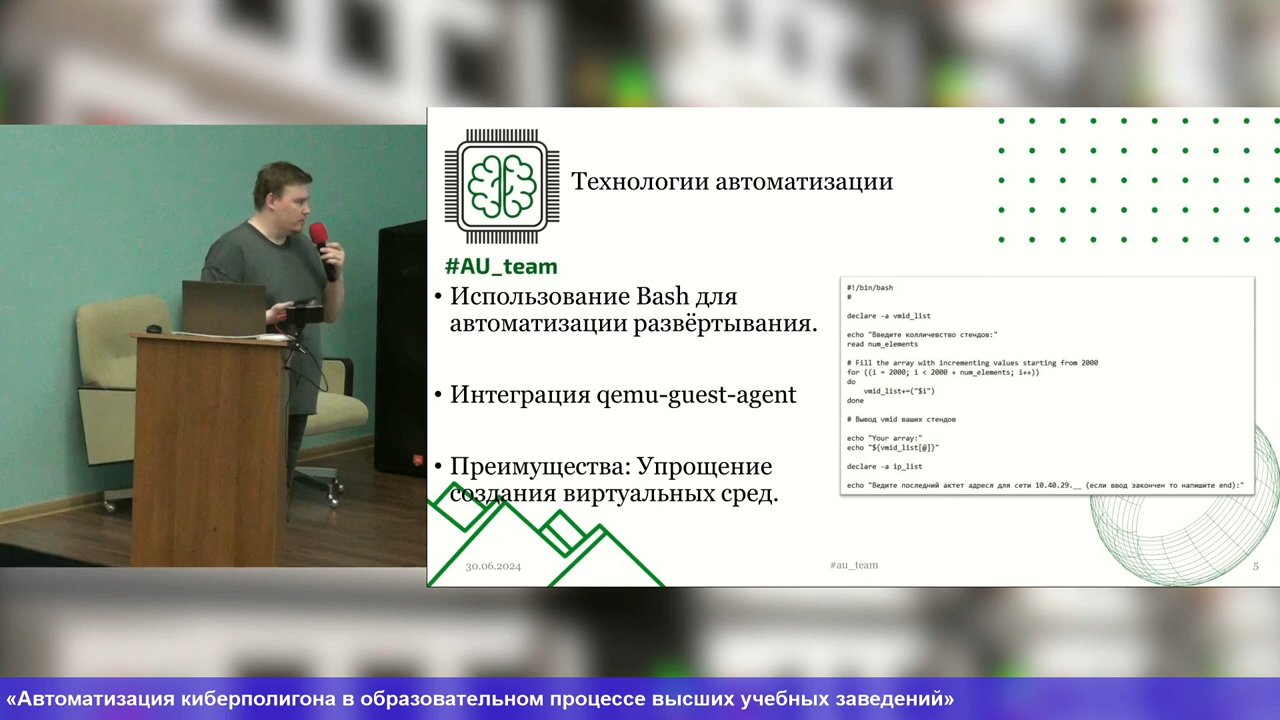 Технологии автоматизации
#AU_team
• Использование Bash для
автоматизации развёртывания.
• Интеграция qemu-guest-agent
• Преимущества: Упрощение
создания виртуальных сред.
#!/bin/bash
#
declare -a vmid_list
echo "Введите колличевство стендов:"
read num_elements
# Fill the array with incrementing values starting from 2000
for ((i = 2000; i < 2000 + num_elements; i++))
do
vmid_list+=("$i")
done
# Вывод vmid ваших стендов
echo "Your array:"
echo "${vmid_list[@]}"
declare -a ip_list
echo "Ведите последний актет адреся для сети 10.40.29.__ (если ввод закончен то напишите end):"
30.06.2024
#au_team
5
«Автоматизация киберполигона в образовательном процессе высших учебных заведений»